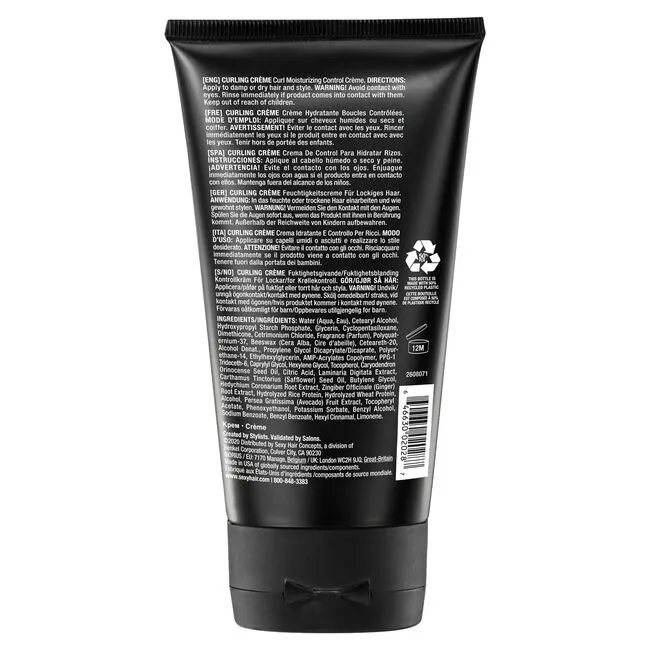 [ENG] CURLING CRÈME Curl Moisturizing Control Crème. DIRECTIONS:
Apply to damp or dry hair and style. WARNING! Avoid contact with
eyes. Rinse immediately if product comes into contact with them.
Keep out of reach of children.
[FRE] CURLING CRÈME Crème Hydratante Boucles Contrôlées.
MODE D'EMPLOI: Appliquer sur cheveux humides ou secs et
coiffer. AVERTISSEMENT! Éviter le contact avec les yeux. Rincer
immédiatement les yeux si le produit entre en contact avec avec
les yeux. Tenir hors de portée des enfants.
[SPA] CURLING CRÈME Crema De Control Para Hidratar Rizos.
INSTRUCCIONES: Aplique al cabello húmedo o seco y peine.
¡ADVERTENCIA! Evite el contacto con los ojos. Enjuague
inmediatamente los ojos con agua si el producto entra en contacto
con ellos. Mantenga fuera del alcance de los niños.
[GER] CURLING CRÈME Feuchtigkeitscreme Für Lockiges Haar.
ANWENDUNG: In das feuchte oder trockene Haar einarbeiten und wie
gewohnt stylen. WARNUNG! Vermeiden Sie den Kontakt mit den Augen.
Spülen Sie die Augen sofort aus, wenn das Produkt mit ihnen in Berührung
kommt. Außerhalb der Reichweite von Kindern aufbewahren.
[ITA] CURLING CRÈME Crema Idratante E Controllo Per Ricci. MODO
D'USO: Applicare su capelli umidi o asciutti e realizzare lo stile
desiderato. ATTENZIONE! Evitare il contatto con gli occhi. Risciacquare
immediatamente se il prodotto viene a contatto con gli occhi.
Tenere fuori dalla portata dei bambini.
[S/NO] CURLING CRÈME Fuktighetsgivande/Fuktighetsblanding
Kontrollkräm För Lockar/for Krøllekontroll. GÖR/GJØR SÅ HÄR:
Applicera/påfør på fuktigt eller torrt hår och styla. VARNING! Undvik/
unngå ögonkontakt/kontakt med øynene. Skölj omedelbart/ straks, vid
kontakt med ögonen/hvis produktet kommer i kontakt med øynene.
Förvaras oåtkomligt för barn/Oppbevares utilgjengelig for barn.
INGREDIENTS/INGRÉDIENTS: Water (Aqua, Eau), Cetearyl Alcohol,
Hydroxypropyl Starch Phosphate, Glycerin, Cyclopentasiloxane,
Dimethicone, Cetrimonium Chloride, Fragrance (Parfum), Polyquat-
ernium-37, Beeswax (Cera Alba, Cire d'abeille), Ceteareth-20,
Alcohol Denat., Propylene Glycol Dicaprylate/Dicaprate, Polyur-
ethane-14, Ethylhexylglycerin, AMP-Acrylates Copolymer, PPG-1
Trideceth-6, Caprylyl Glycol, Hexylene Glycol, Tocopherol, Caryodendron
Orinocense Seed Oil, Citric Acid, Laminaria Digitata Extract,
Carthamus Tinctorius (Safflower) Seed Oil, Butylene Glycol,
Hedychium Coronarium Root Extract, Zingiber Officinale (Ginger)
Root Extract, Hydrolyzed Rice Protein, Hydrolyzed Wheat Protein,
Alcohol, Persea Gratissima (Avocado) Fruit Extract, Tocopheryl
Acetate, Phenoxyethanol, Potassium Sorbate, Benzyl Alcohol,
Sodium Benzoate, Benzyl Benzoate, Hexyl Cinnamal, Limonene.
Крем • Crème
Created by Stylists. Validated by Salons.
©2020 Distributed by Sexy Hair Concepts, a division of
Henkel Corporation, Culver City, CA 90230
EU: 7170 Manage, Belgium / UK: London WC2H 9JQ, Great-Britain
Made in USA of globally sourced ingredients/components.
Fabriqué aux États-Unis d'ingrédients/composants de source mondiale.
www.sexyhair.com • 800-848-3383
50%
THIS BOTTLE IS
MADE WITH 50%
RECYCLED PLASTIC
CETTE BOUTEILLE
EST COMPOSÉE À 50%
DE PLASTIQUE RECYCLÉ
12M
2608071
6 46630 02028 7